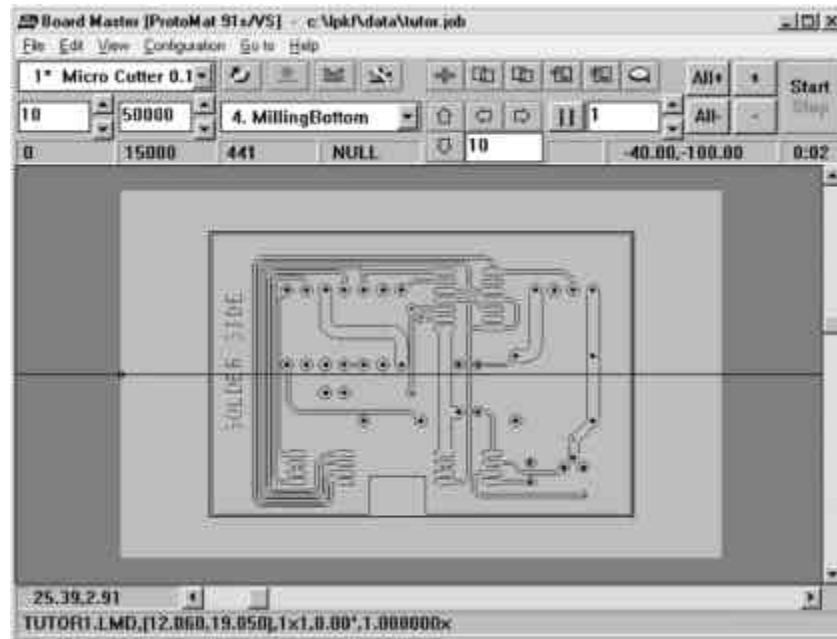 Board Master [ProtoMat 91s/VS] - c:\lpkf\data\tutor.job
File Edit View Configuration Go to Help
1* Micro Cutter 0.1 All+ + Start
10 50000 4. MillingBottom 1 All- - Stop
0 15000 441 NULL 10 -40.00,-100.00 0:02
SOLDER SIDE
25.39,2.91
TUTOR1.LMD,[12.060,19.050],1x1,0.00°,1.000000x